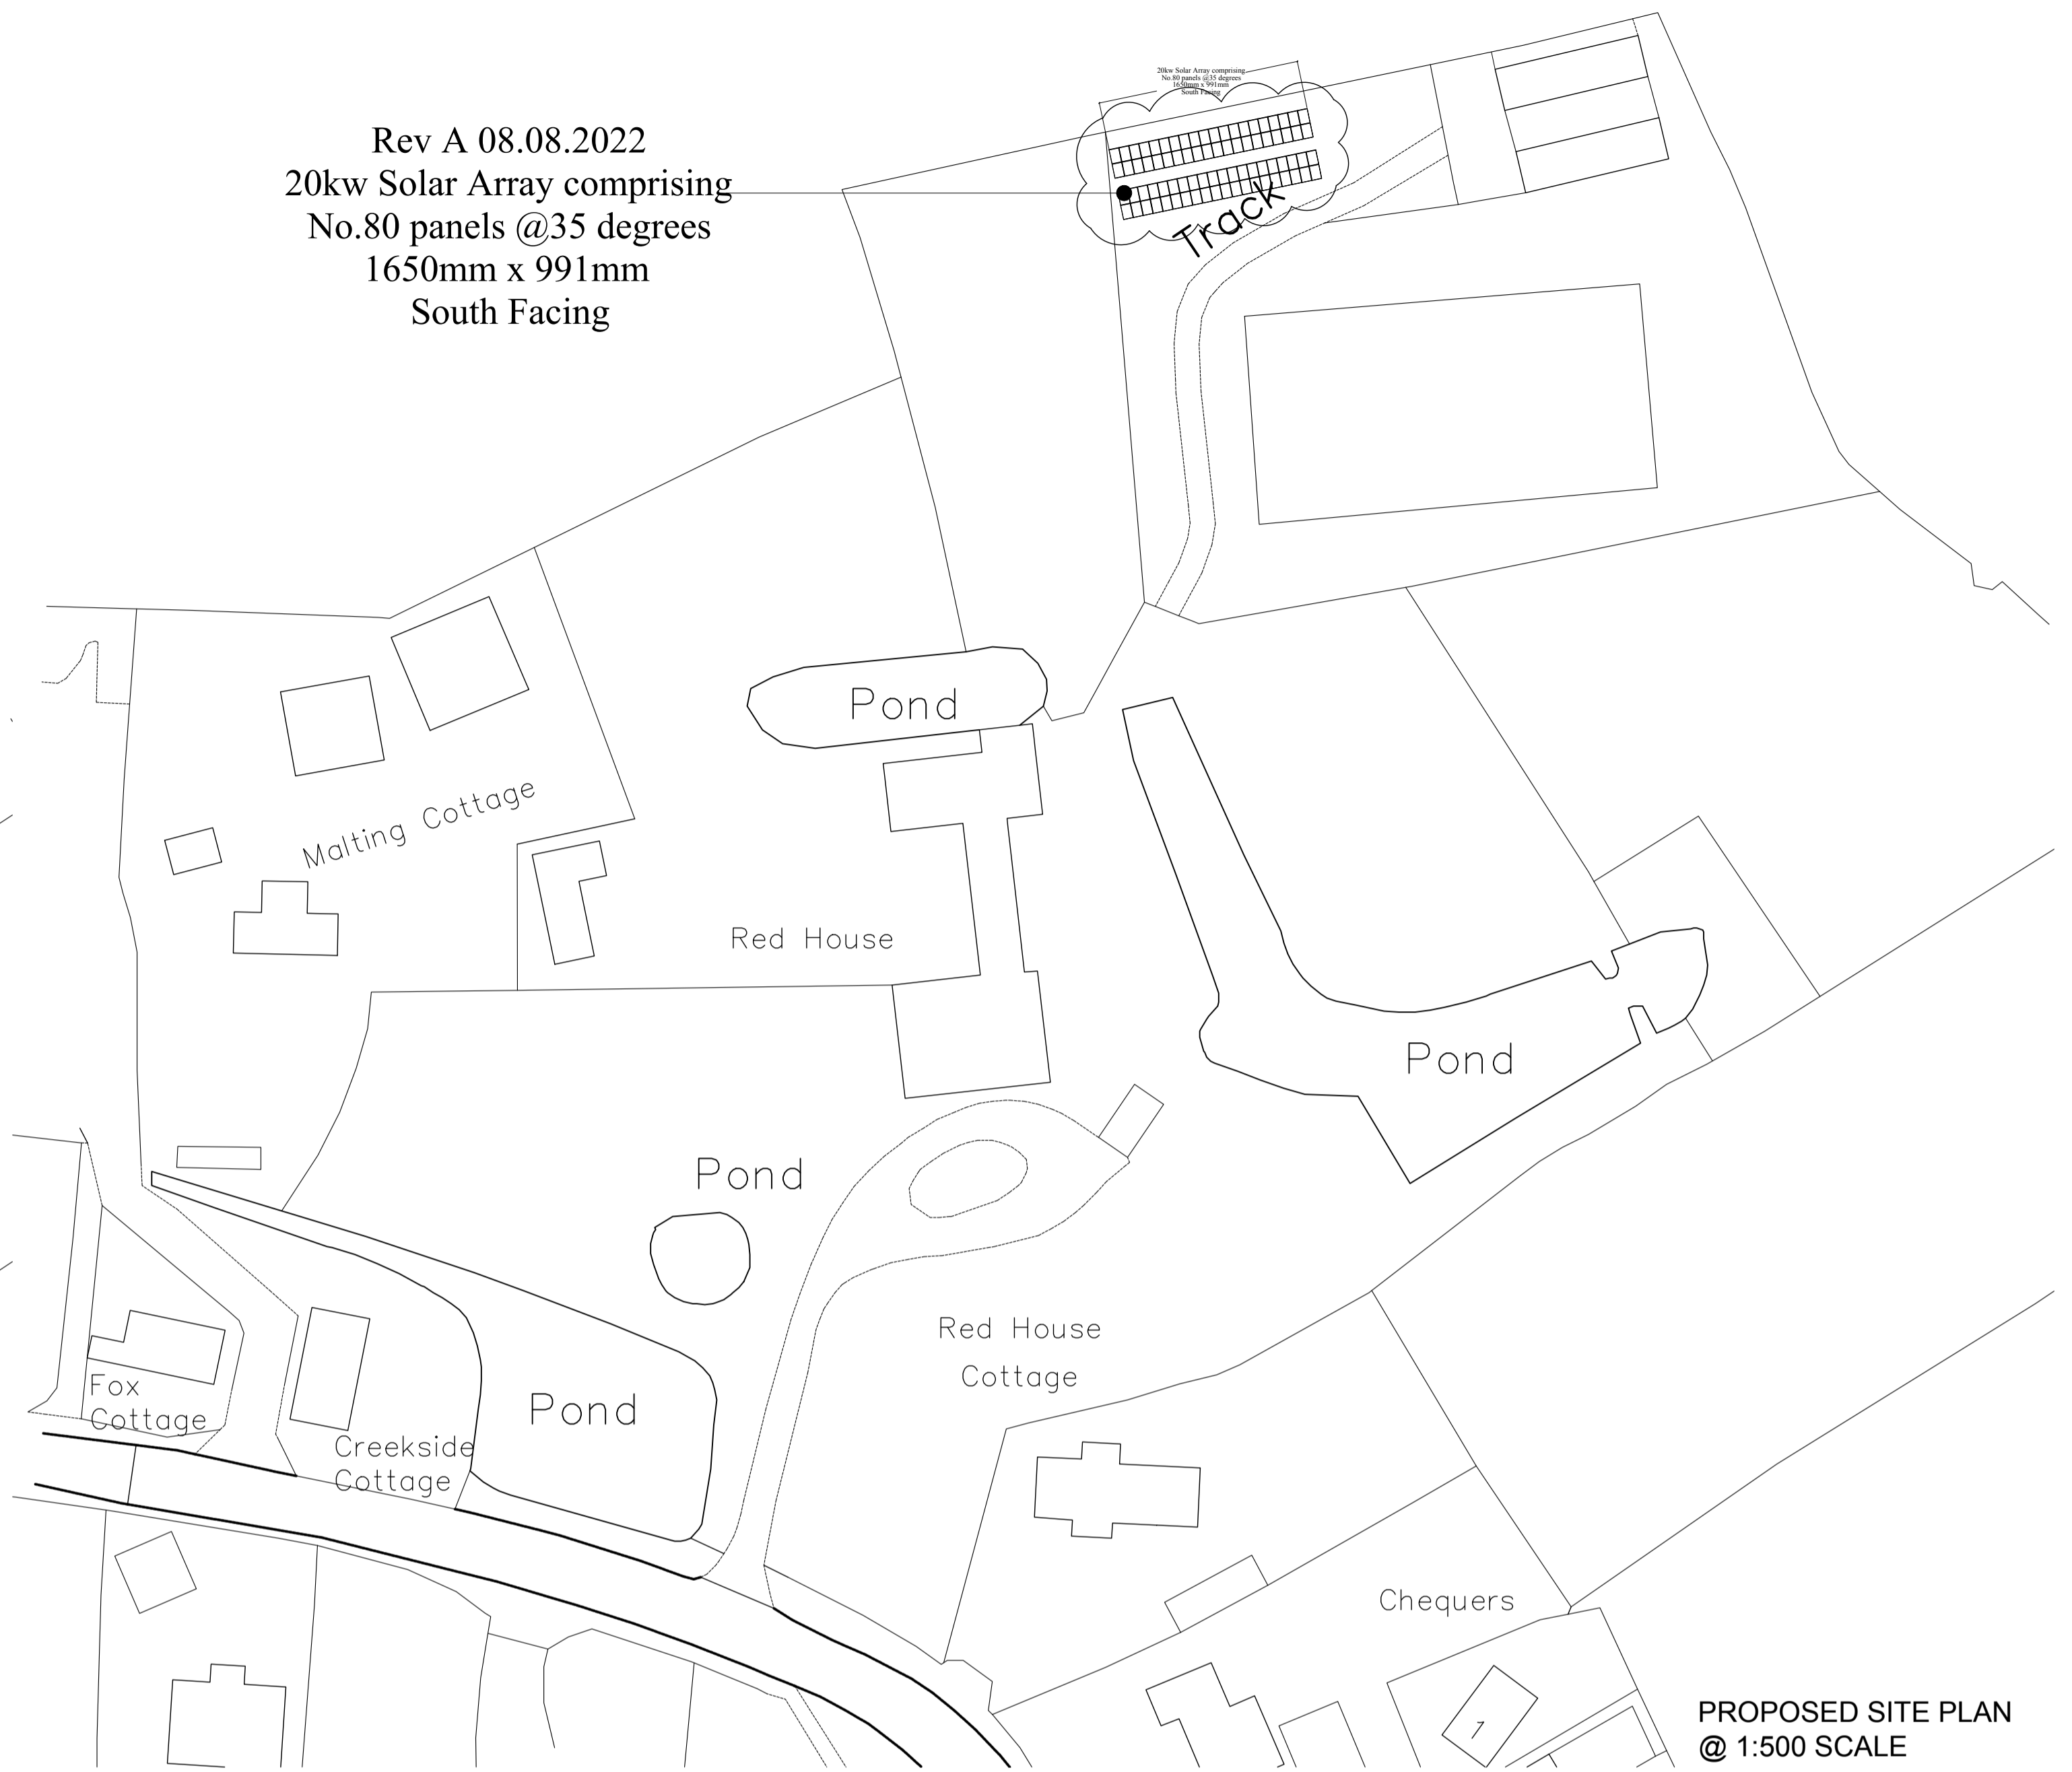 20kw Solar Array comprising
No.80 panels @35 degrees
1650mm x 991mm
South Facing
Rev A 08.08.2022
20kw Solar Array comprising
No.80 panels @35 degrees
1650mm x 991mm
South Facing
Track
Pond
Malting Cottage
Red House
Pond
Pond
Red House
Cottage
Fox
Cottage
Pond
Creekside
Cottage
Chequers
1
PROPOSED SITE PLAN
@ 1:500 SCALE